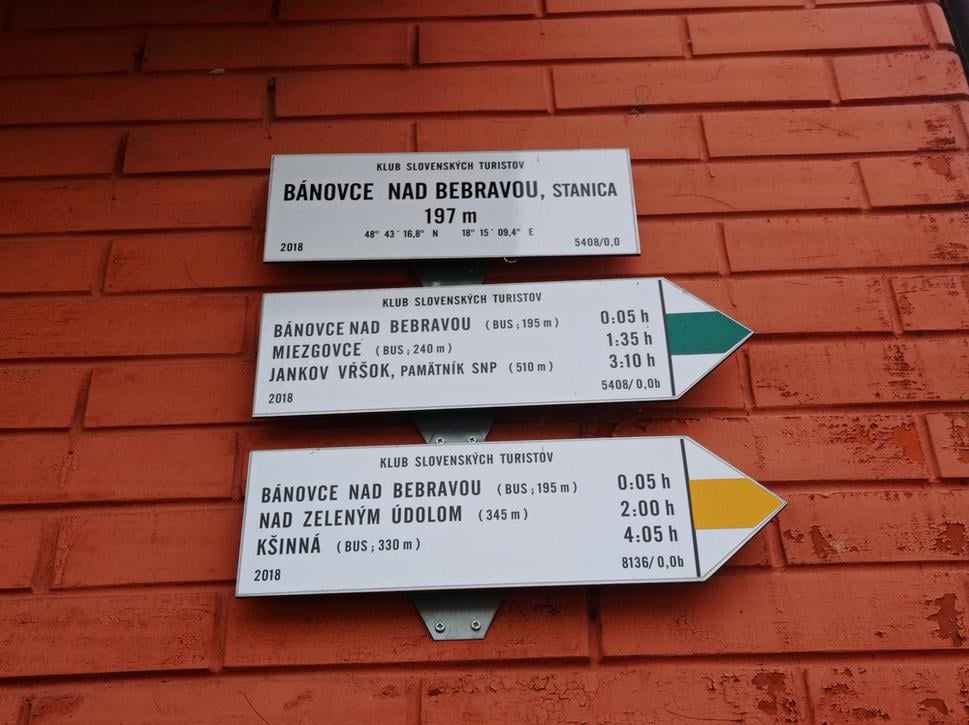 KLUB SLOVENSKÝCH TURISTOV
BÁNOVCE NAD BEBRAVOU, STANICA
197 m
48° 43´ 16,8" N 18° 15´ 09,4" E
2018 5408/0,0
KLUB SLOVENSKÝCH TURISTOV
BÁNOVCE NAD BEBRAVOU (BUS ; 195 m) 0:05 h
MIEZGOVCE (BUS ; 240 m) 1:35 h
JANKOV VŔŠOK, PAMÄTNÍK SNP (510 m) 3:10 h
2018 5408/0,0b
KLUB SLOVENSKÝCH TURISTOV
BÁNOVCE NAD BEBRAVOU (BUS ; 195 m) 0:05 h
NAD ZELENÝM ÚDOLOM (345 m) 2:00 h
KŠINNÁ (BUS ; 330 m) 4:05 h
2018 8136/0,0b